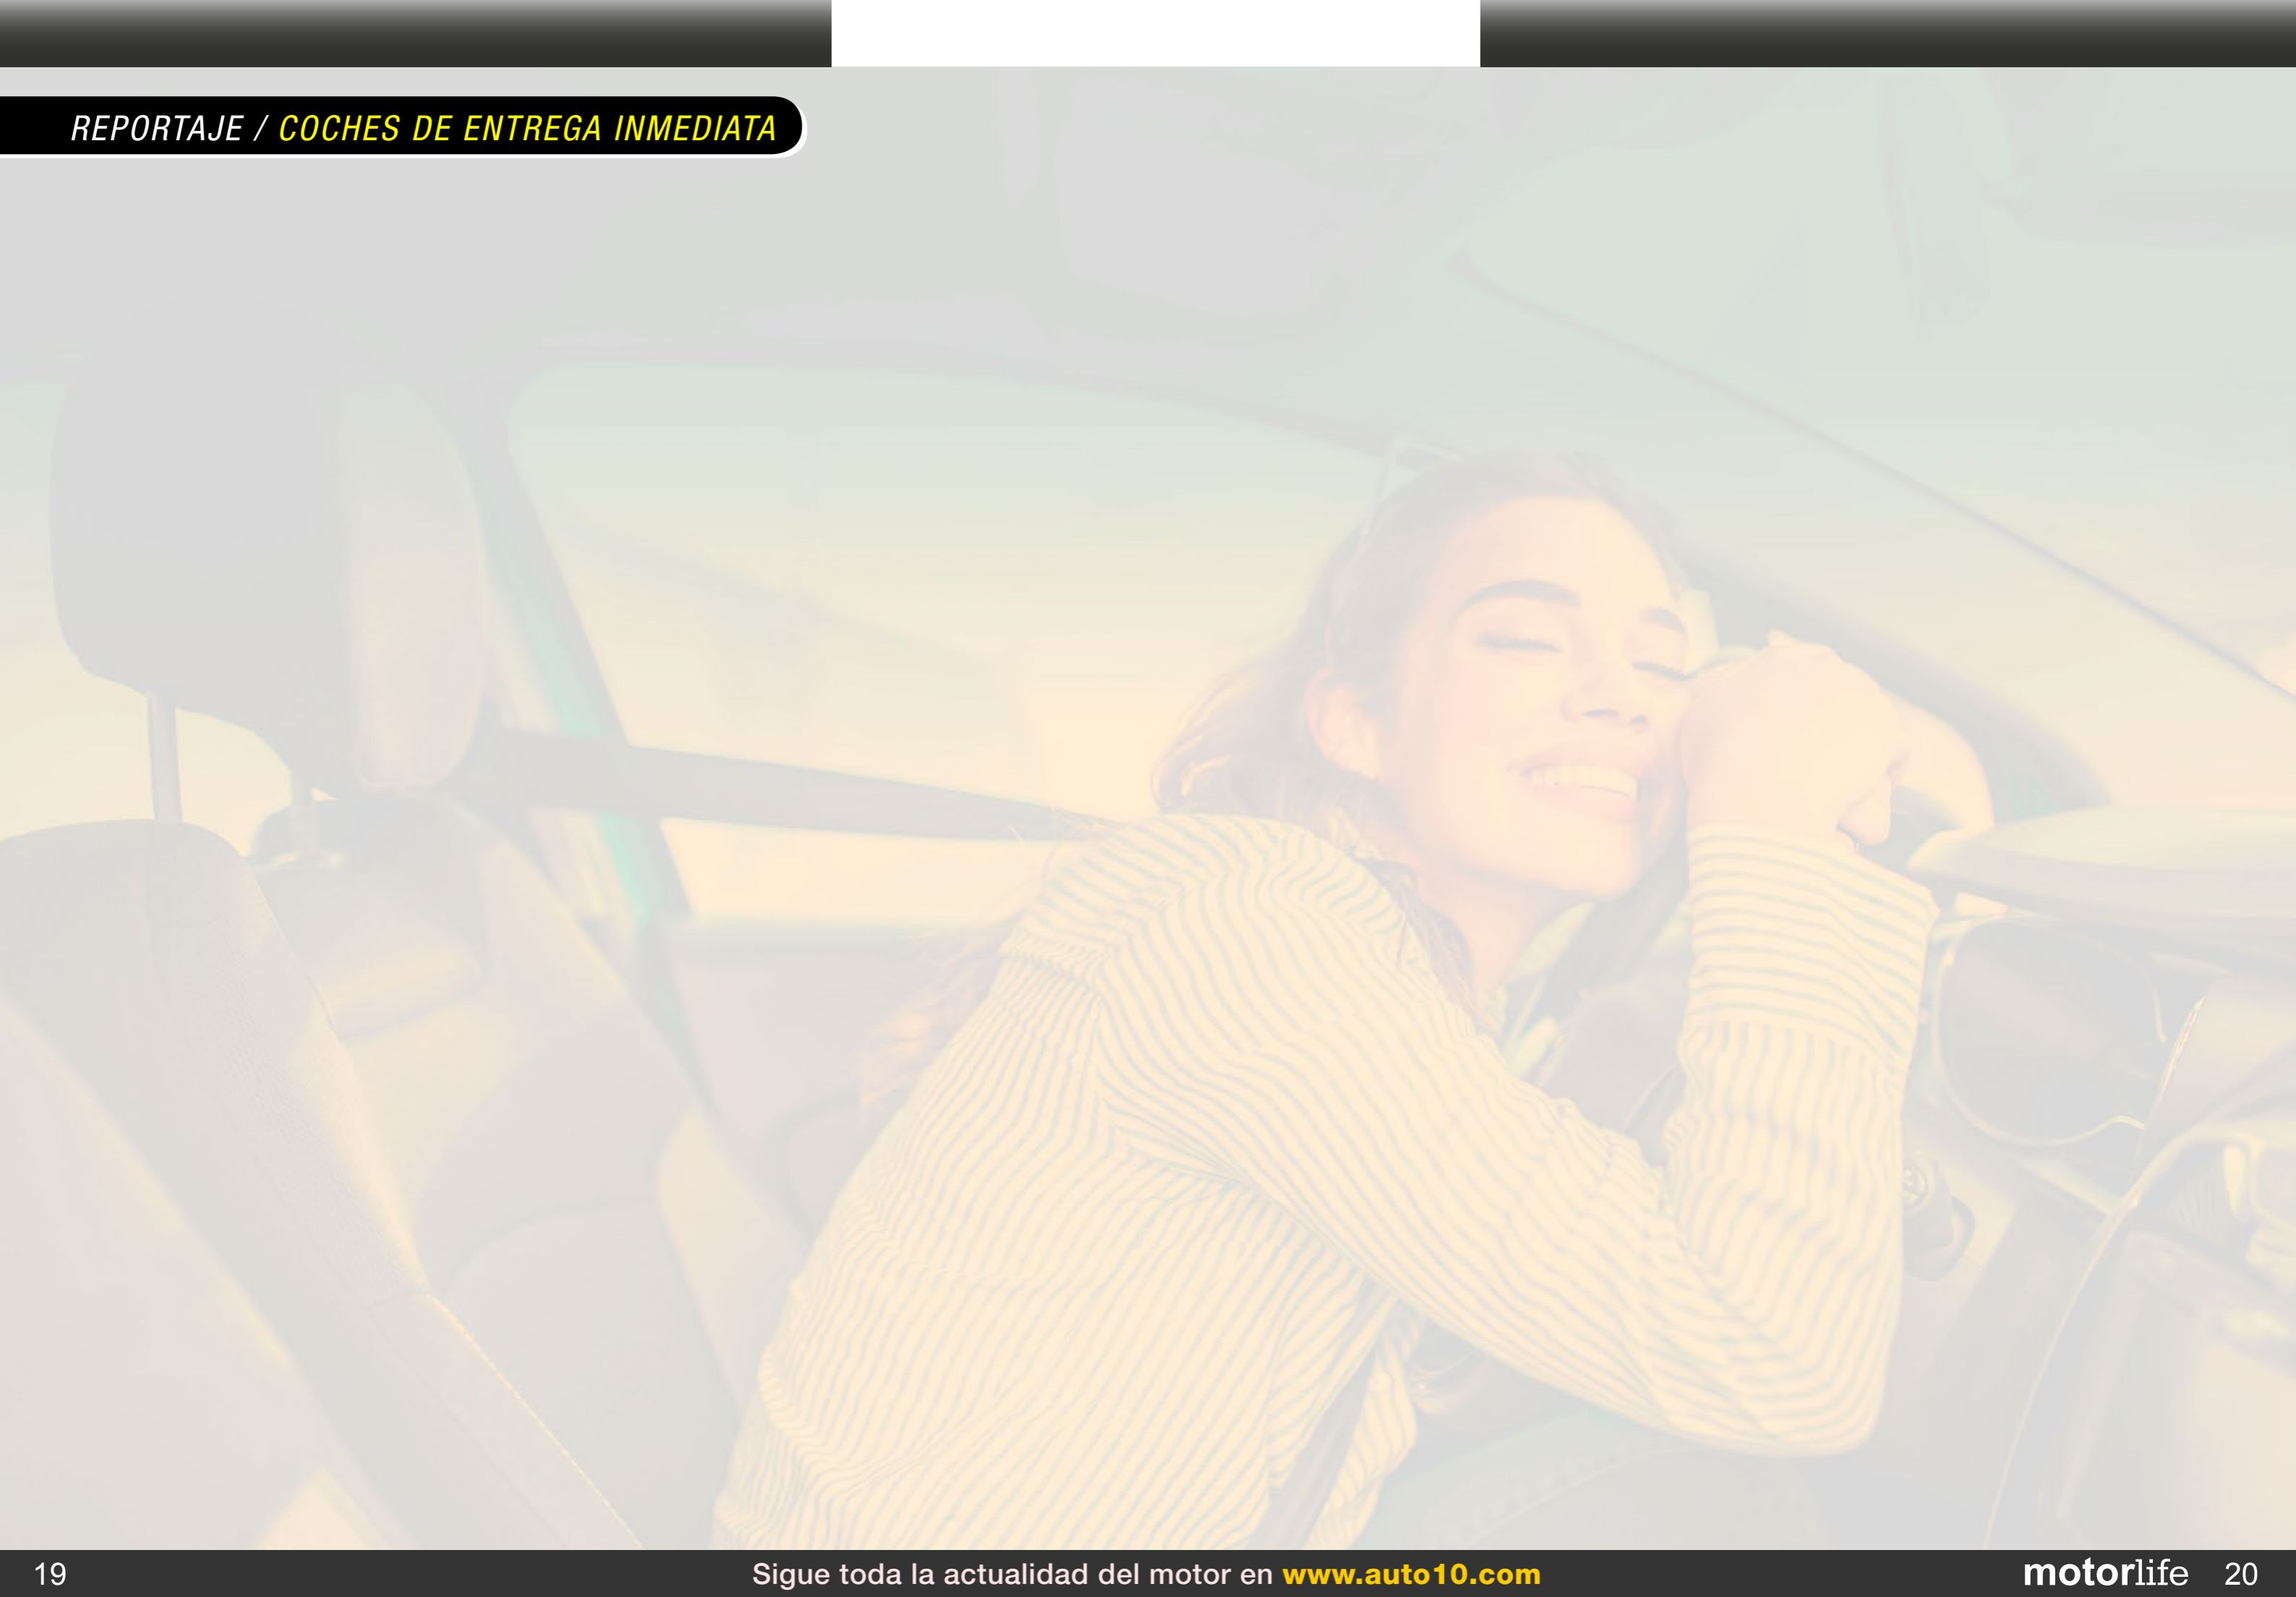 REPORTAJE / COCHES DE ENTREGA INMEDIATA
19
Sigue toda la actualidad del motor en www.auto10.com
motorlife 20